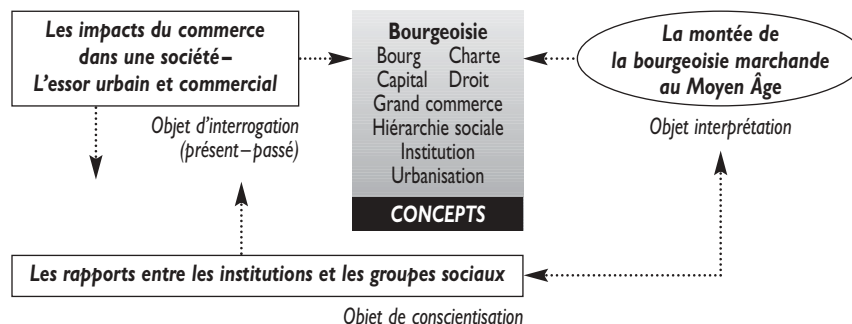 Les impacts du commerce
dans une société–
L'essor urbain et commercial
Objet d'interrogation
(présent–passé)
Bourgeoisie
Bourg Charte
Capital Droit
Grand commerce
Hiérarchie sociale
Institution
Urbanisation
CONCEPTS
La montée de
la bourgeoisie marchande
au Moyen Âge
Objet interprétation
Les rapports entre les institutions et les groupes sociaux
Objet de conscientisation